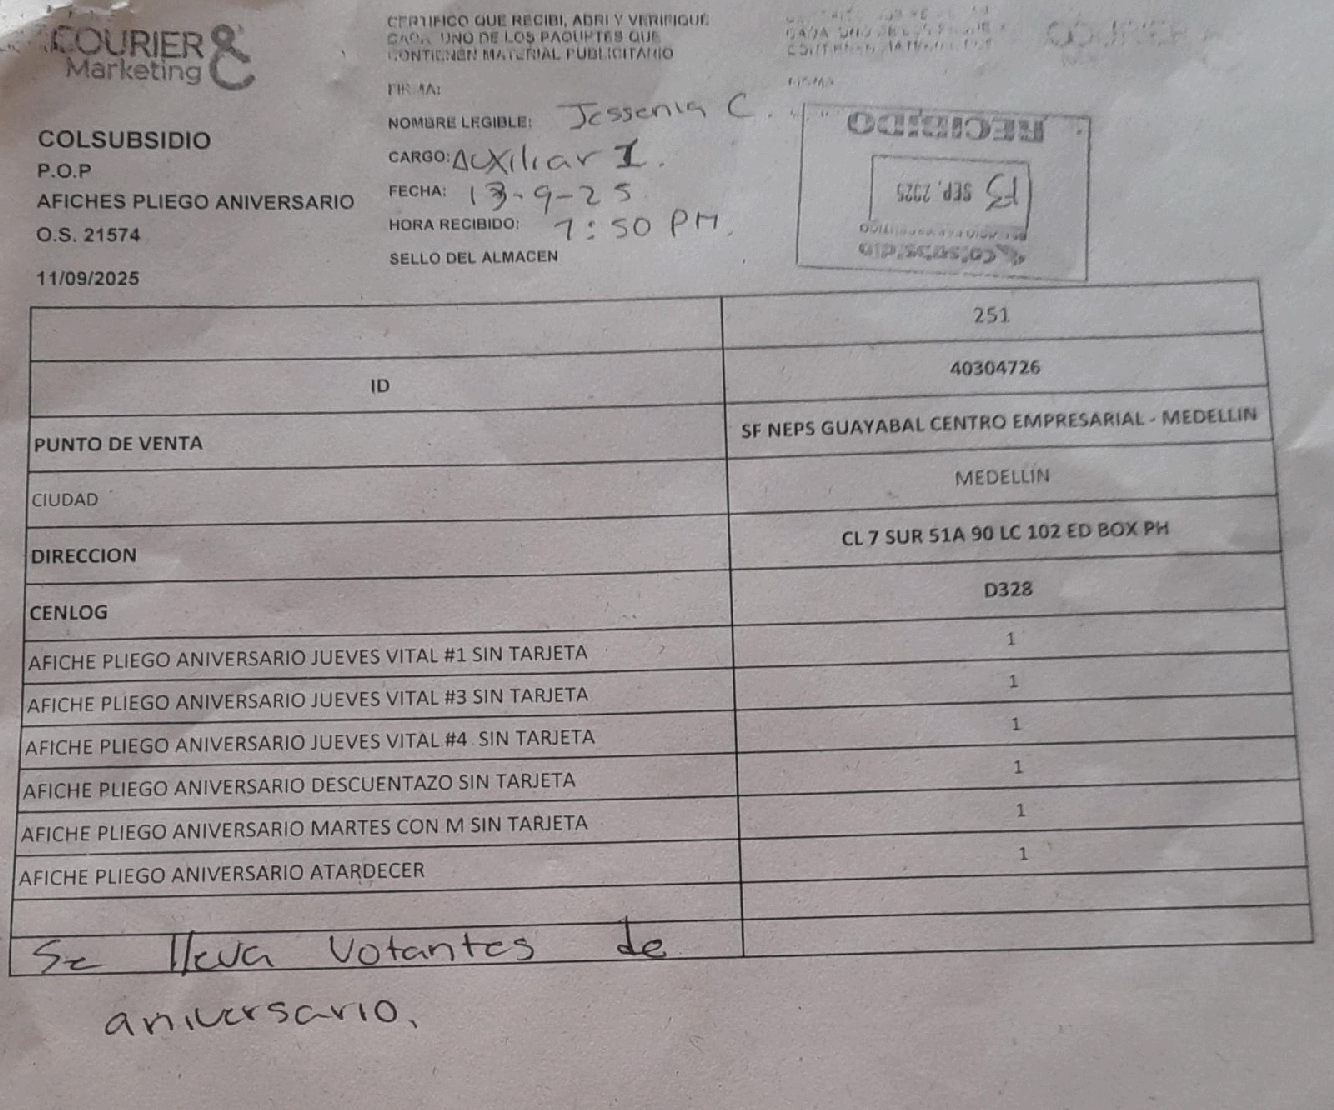 COURIER &
Marketing
COLSUBSIDIO
P.O.P
AFICHES PLIEGO ANIVERSARIO
O.S. 21574
11/09/2025
CERTIFICO QUE RECIBI, ABRI Y VERIFIQUE
CADA UNO DE LOS PAQUETES QUE
CONTIENEN MATERIAL PUBLICITARIO
FIRMA:
NOMBRE LEGIBLE: Jessenia C.
CARGO: Auxiliar I.
FECHA: 13-9-25
HORA RECIBIDO: 7:50 PM.
SELLO DEL ALMACEN
FIRMA
RECIBIDO
13 SEP. 2025
Colsubsidio
251
ID 40304726
PUNTO DE VENTA SF NEPS GUAYABAL CENTRO EMPRESARIAL - MEDELLIN
CIUDAD MEDELLÍN
DIRECCION CL 7 SUR 51A 90 LC 102 ED BOX PH
CENLOG D328
AFICHE PLIEGO ANIVERSARIO JUEVES VITAL #1 SIN TARJETA 1
AFICHE PLIEGO ANIVERSARIO JUEVES VITAL #3 SIN TARJETA 1
AFICHE PLIEGO ANIVERSARIO JUEVES VITAL #4 SIN TARJETA 1
AFICHE PLIEGO ANIVERSARIO DESCUENTAZO SIN TARJETA 1
AFICHE PLIEGO ANIVERSARIO MARTES CON M SIN TARJETA 1
AFICHE PLIEGO ANIVERSARIO ATARDECER 1
Se lleva Votantes de
aniversario.